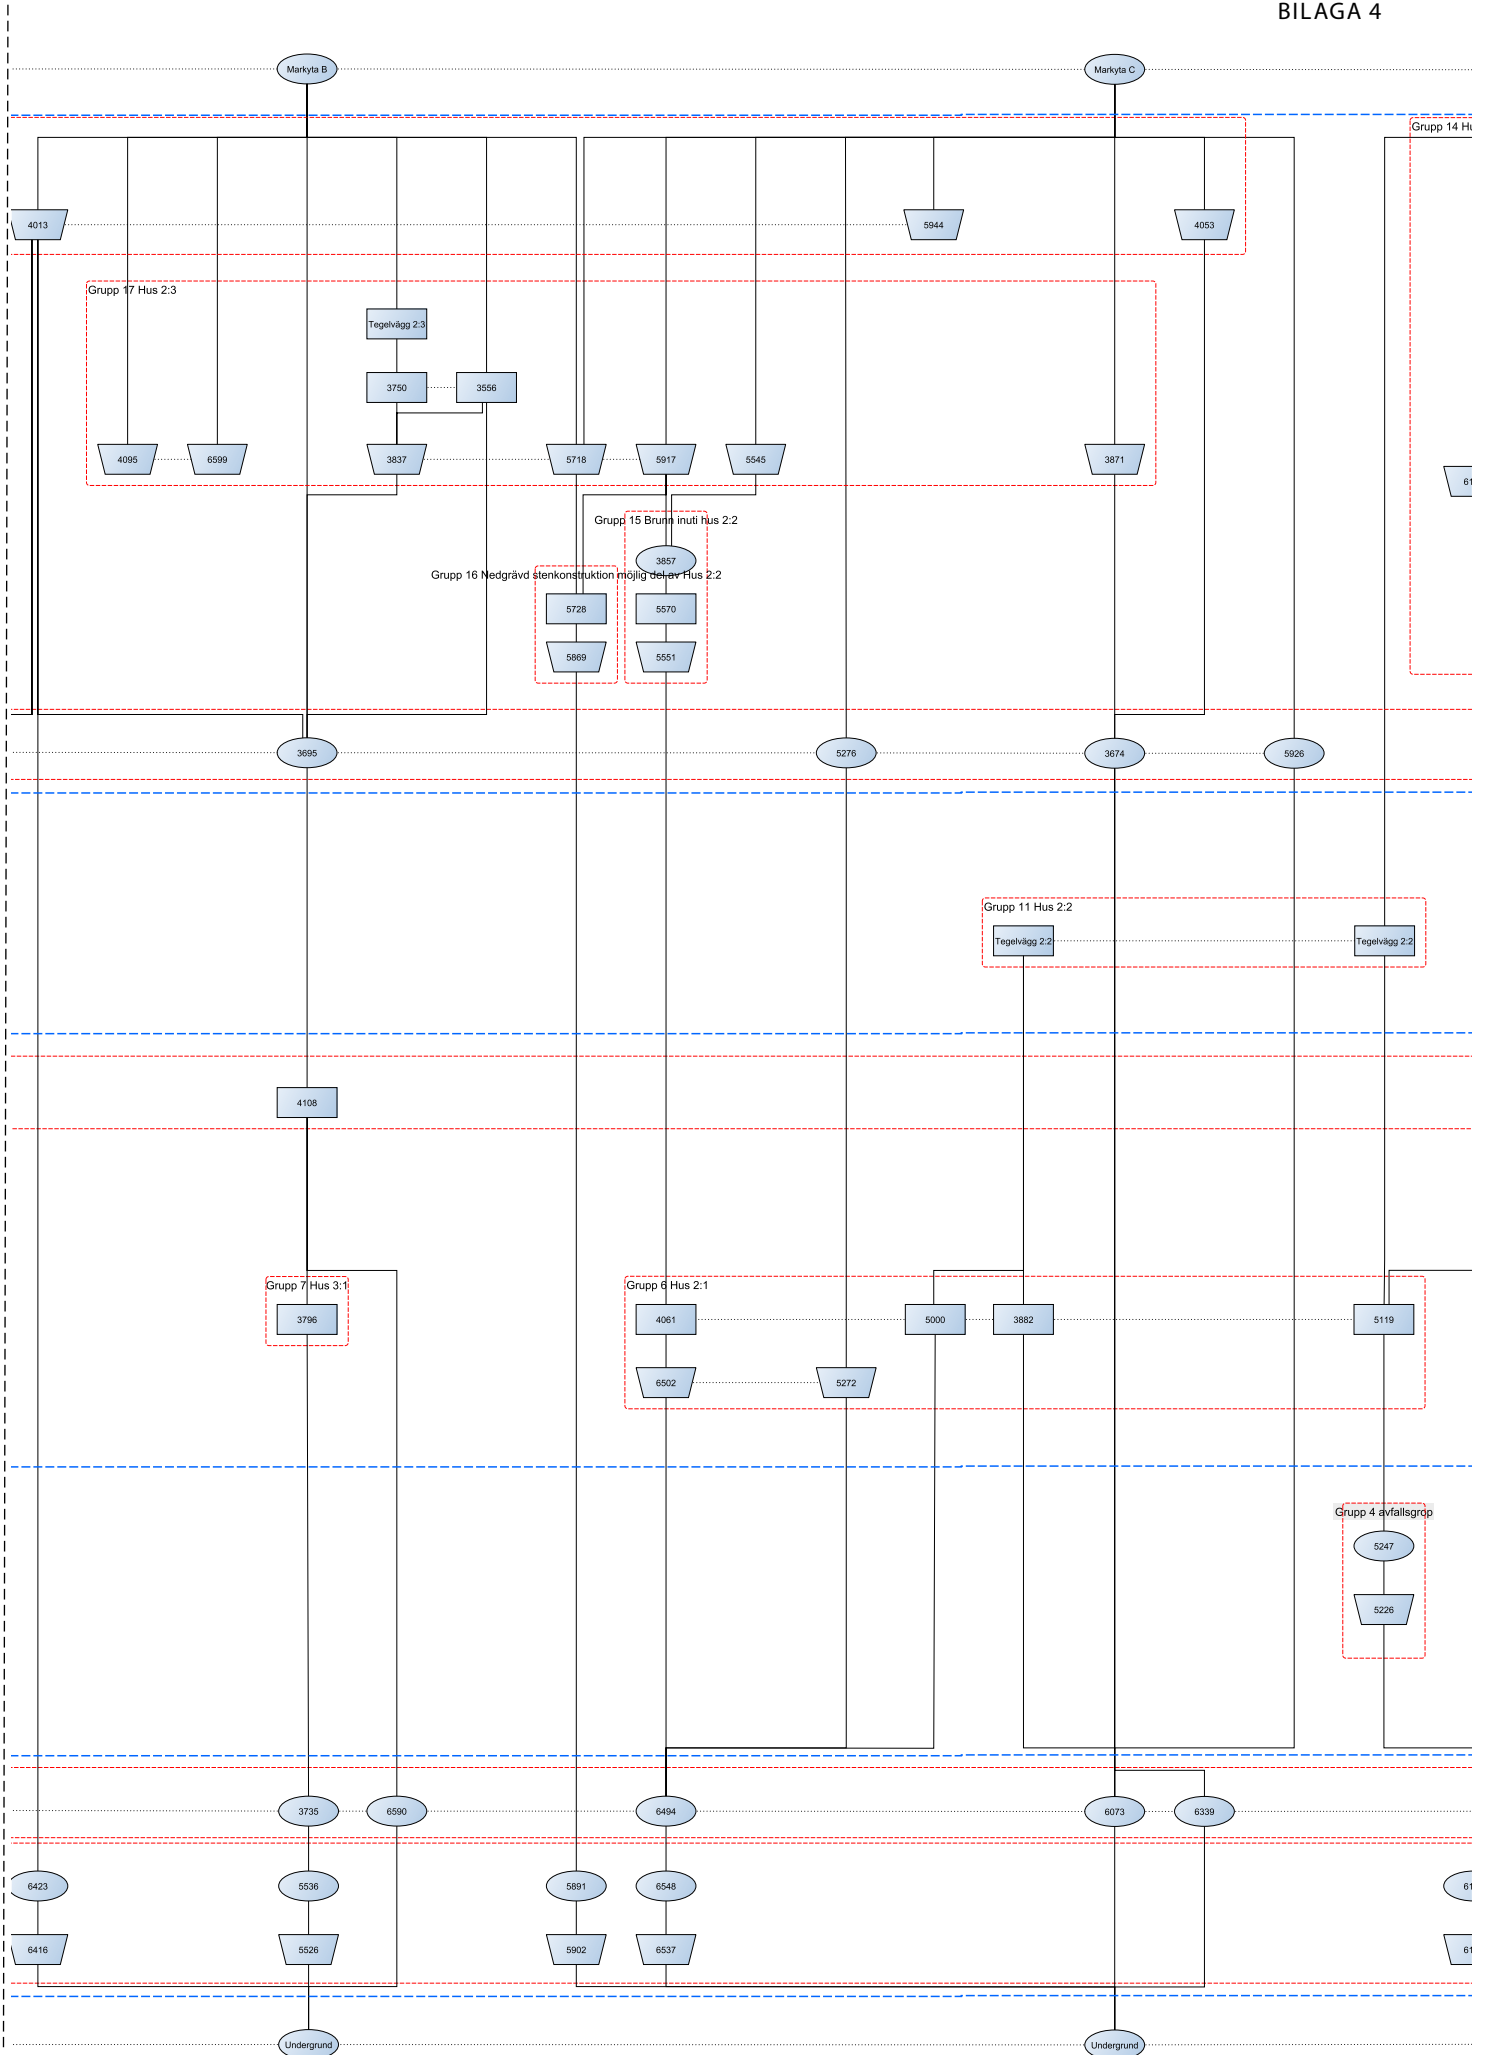 BILAGA 4
Markyta B
Markyta C
Grupp 14 Hu
4013
5944
4053
Grupp 17 Hus 2:3
Tegelvägg 2:3
3750
3556
4095
6599
3837
5718
5917
5545
3871
61
Grupp 15 Brunn inuti hus 2:2
3857
Grupp 16 Nedgrävd stenkonstruktion möjlig del av Hus 2:2
5728
5570
5869
5551
3695
5276
3674
5926
Grupp 11 Hus 2:2
Tegelvägg 2:2
Tegelvägg 2:2
4108
Grupp 7 Hus 3:1
Grupp 6 Hus 2:1
3796
4061
5000
3882
5119
6502
5272
Grupp 4 avfallsgrop
5247
5226
3735
6590
6494
6073
6339
6423
5536
5891
6548
61
6416
5526
5902
6537
61
Undergrund
Undergrund